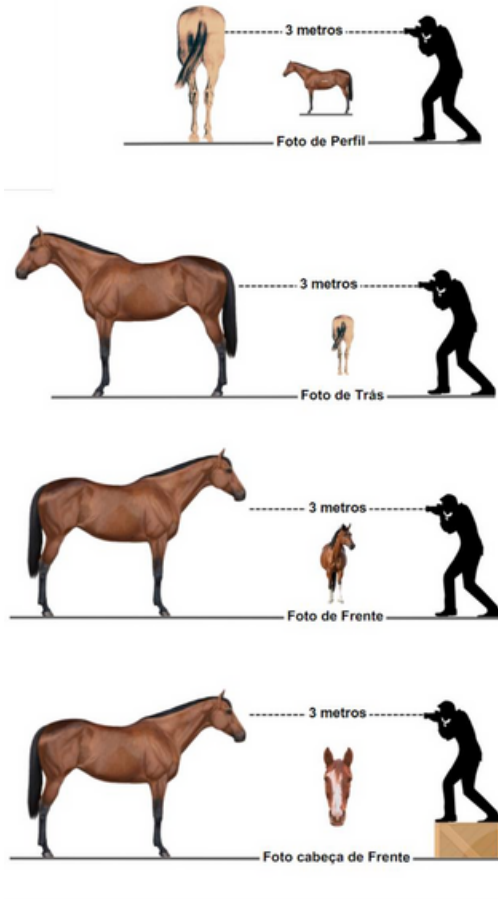 3 metros
Foto de Perfil
3 metros
Foto de Trás
3 metros
Foto de Frente
3 metros
Foto cabeça de Frente